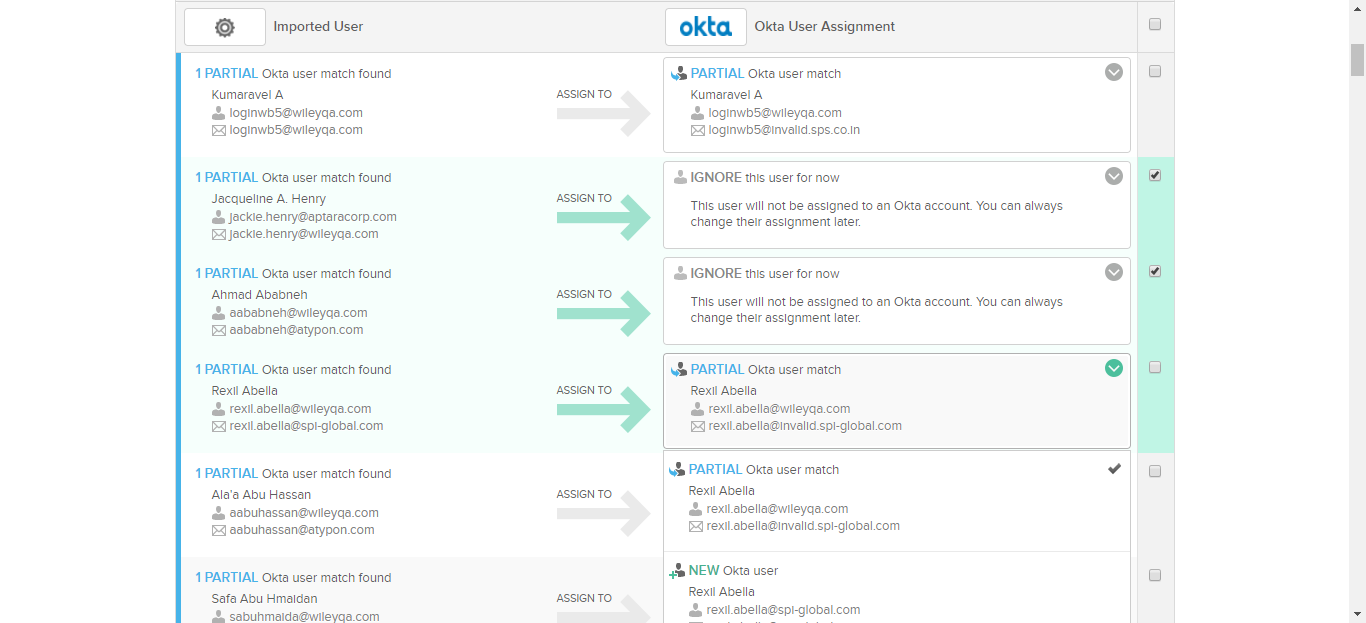 Imported User
okta Okta User Assignment
1 PARTIAL Okta user match found
Kumaravel A
loginwb5@wileyqa.com
loginwb5@wileyqa.com
ASSIGN TO
PARTIAL Okta user match
Kumaravel A
loginwb5@wileyqa.com
loginwb5@invalid.sps.co.in
1 PARTIAL Okta user match found
Jacqueline A. Henry
jackie.henry@aptaracorp.com
jackie.henry@wileyqa.com
ASSIGN TO
IGNORE this user for now
This user will not be assigned to an Okta account. You can always
change their assignment later.
1 PARTIAL Okta user match found
Ahmad Ababneh
aababneh@wileyqa.com
aababneh@atypon.com
ASSIGN TO
IGNORE this user for now
This user will not be assigned to an Okta account. You can always
change their assignment later.
1 PARTIAL Okta user match found
Rexil Abella
rexil.abella@wileyqa.com
rexil.abella@spi-global.com
ASSIGN TO
PARTIAL Okta user match
Rexil Abella
rexil.abella@wileyqa.com
rexil.abella@invalid.spi-global.com
1 PARTIAL Okta user match found
Ala'a Abu Hassan
aabuhassan@wileyqa.com
aabuhassan@atypon.com
ASSIGN TO
PARTIAL Okta user match
Rexil Abella
rexil.abella@wileyqa.com
rexil.abella@invalid.spi-global.com
1 PARTIAL Okta user match found
Safa Abu Hmaidan
sabuhmaida@wileyqa.com
ASSIGN TO
NEW Okta user
Rexil Abella
rexil.abella@spi-global.com